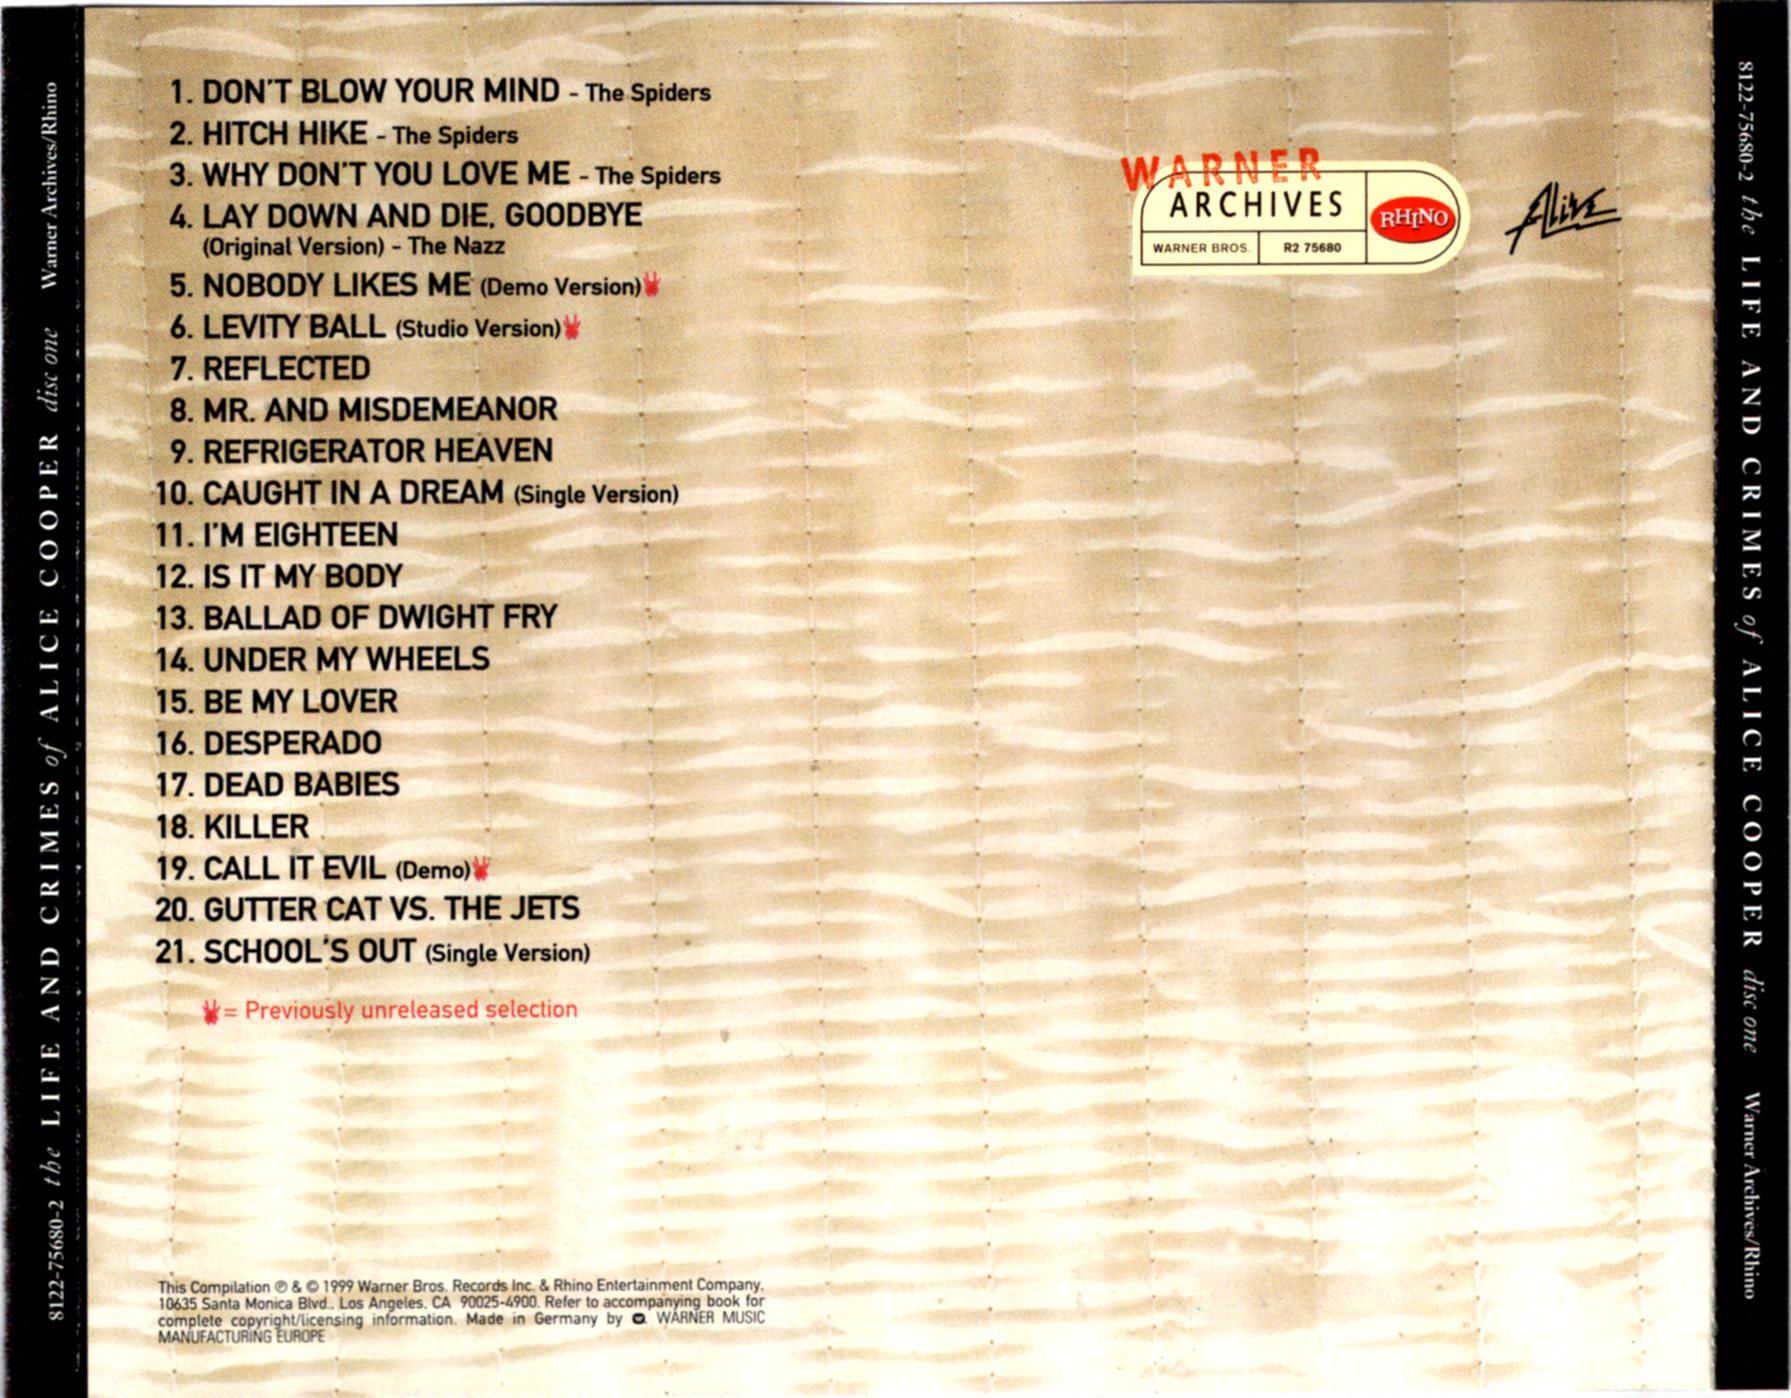 8122-75680-2 the LIFE AND CRIMES of ALICE COOPER disc one Warner Archives/Rhino
1. DON'T BLOW YOUR MIND - The Spiders
2. HITCH HIKE - The Spiders
3. WHY DON'T YOU LOVE ME - The Spiders
4. LAY DOWN AND DIE, GOODBYE
(Original Version) - The Nazz
5. NOBODY LIKES ME (Demo Version)
6. LEVITY BALL (Studio Version)
7. REFLECTED
8. MR. AND MISDEMEANOR
9. REFRIGERATOR HEAVEN
10. CAUGHT IN A DREAM (Single Version)
11. I'M EIGHTEEN
12. IS IT MY BODY
13. BALLAD OF DWIGHT FRY
14. UNDER MY WHEELS
15. BE MY LOVER
16. DESPERADO
17. DEAD BABIES
18. KILLER
19. CALL IT EVIL (Demo)
20. GUTTER CAT VS. THE JETS
21. SCHOOL'S OUT (Single Version)
= Previously unreleased selection
WARNER
ARCHIVES
RHINO
WARNER BROS. R2 75680
Alive
This Compilation ℗ & © 1999 Warner Bros. Records Inc. & Rhino Entertainment Company,
10635 Santa Monica Blvd., Los Angeles, CA 90025-4900. Refer to accompanying book for
complete copyright/licensing information. Made in Germany by WARNER MUSIC
MANUFACTURING EUROPE
8122-75680-2 the LIFE AND CRIMES of ALICE COOPER disc one Warner Archives/Rhino